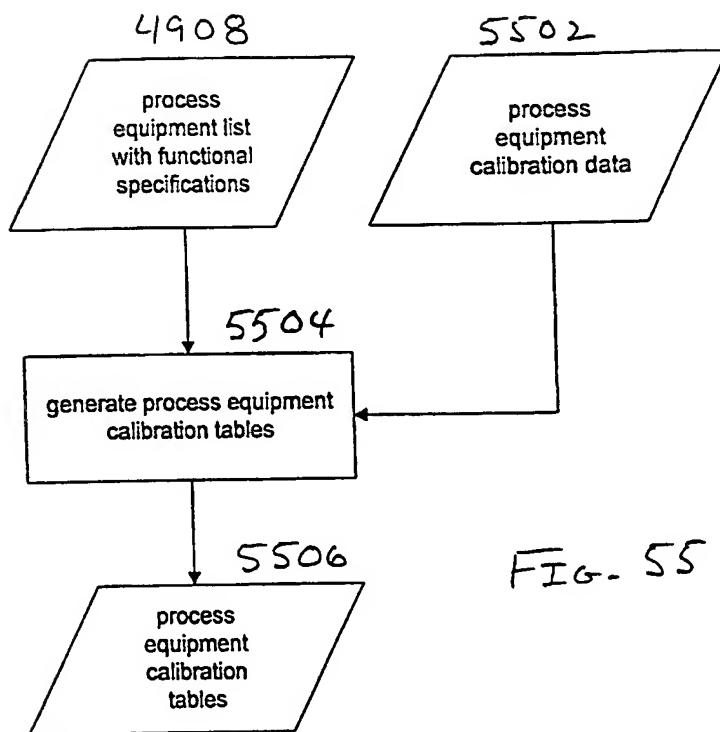 4908
process
equipment list
with functional
specifications
5502
process
equipment
calibration data
5504
generate process equipment
calibration tables
5506
process
equipment
calibration
tables
FIG. 55